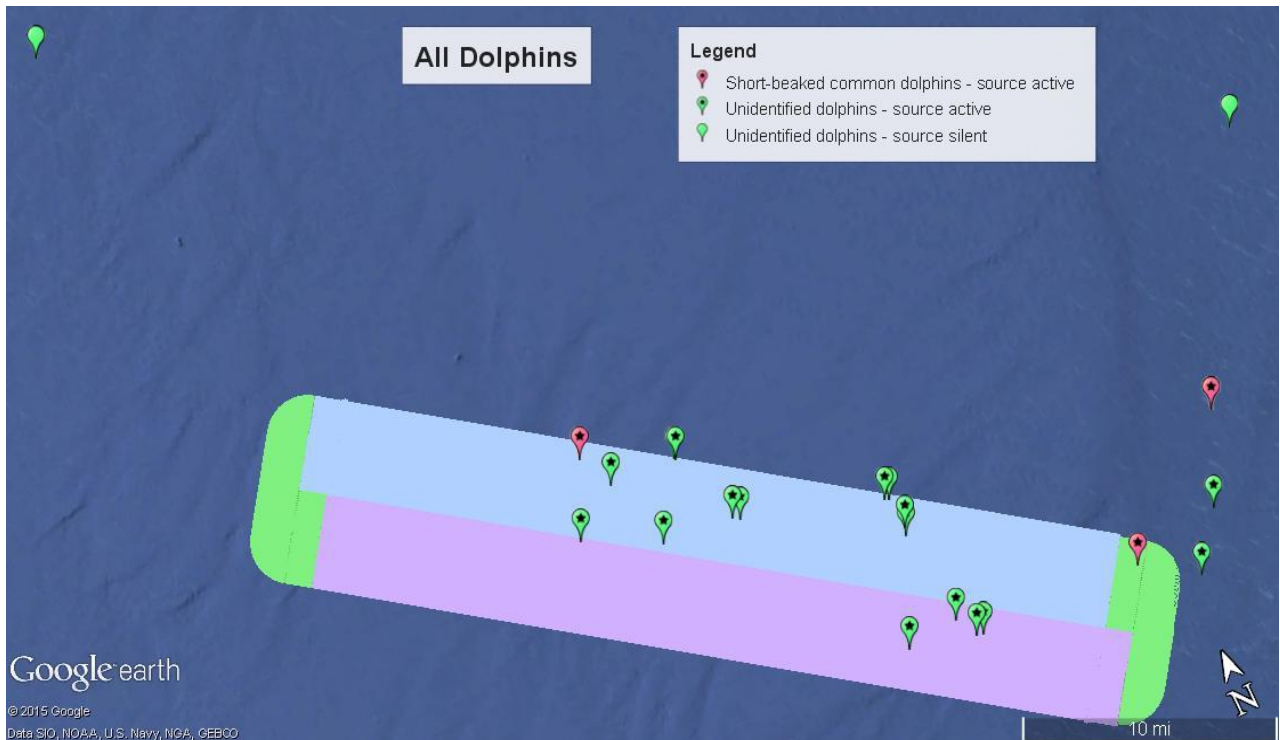 All Dolphins
Legend
Short-beaked common dolphins - source active
Unidentified dolphins - source active
Unidentified dolphins - source silent
Google earth
© 2015 Google
Data SIO, NOAA, U.S. Navy, NGA, GEBCO
N
10 mi